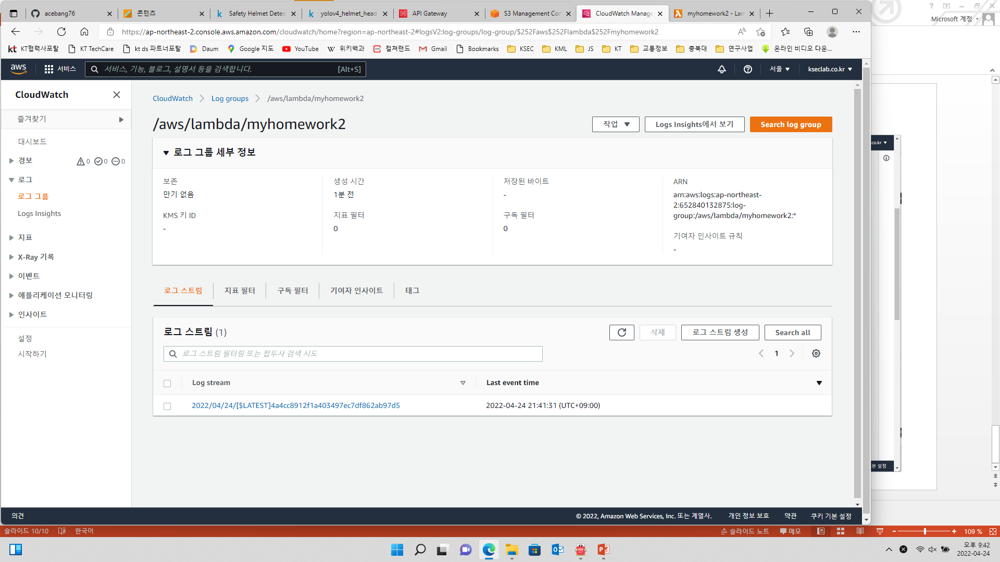 acebang76
콘텐츠
Safety Helmet Detec
yolov4_helmet_head
API Gateway
S3 Management Con
CloudWatch Manage
myhomework2 - Lam
Microsoft 계정
https://ap-northeast-2.console.aws.amazon.com/cloudwatch/home?region=ap-northeast-2#logsV2:log-groups/log-group/$252Faws$252Flambda$252Fmyhomework2
kt KT협력사포탈
KT TechCare
kt ds 파트너포탈
Daum
Google 지도
YouTube
W 위키백과
컬쳐랜드
Gmail
Bookmarks
KSEC
KML
JS
KT
교통정보
충북대
연구사업
온라인 비디오 다운...
aws
서비스
서비스, 기능, 블로그, 설명서 등을 검색합니다.
[Alt+S]
서울
kseclab.co.kr
CloudWatch
즐겨찾기
대시보드
경보
0
0
0
로그
로그 그룹
Logs Insights
지표
X-Ray 기록
이벤트
애플리케이션 모니터링
인사이트
설정
시작하기
CloudWatch > Log groups > /aws/lambda/myhomework2
/aws/lambda/myhomework2
작업
Logs Insights에서 보기
Search log group
로그 그룹 세부 정보
보존
만기 없음
KMS 키 ID
-
생성 시간
1분 전
지표 필터
0
저장된 바이트
-
구독 필터
0
ARN
arn:aws:logs:ap-northeast-
2:652840132875:log-
group:/aws/lambda/myhomework2:*
기여자 인사이트 규칙
-
로그 스트림
지표 필터
구독 필터
기여자 인사이트
태그
로그 스트림 (1)
삭제
로그 스트림 생성
Search all
로그 스트림 필터링 또는 접두사 검색 시도
1
Log stream
Last event time
2022/04/24/[$LATEST]4a4cc8912f1a403497ec7df862ab97d5
2022-04-24 21:41:31 (UTC+09:00)
.co.kr
본 설정
의견
© 2022, Amazon Web Services, Inc. 또는 계열사.
개인 정보 보호
약관
쿠키 기본 설정
슬라이드 10/10
한국어
슬라이드 노트
메모
109 %
오후 9:42
2022-04-24